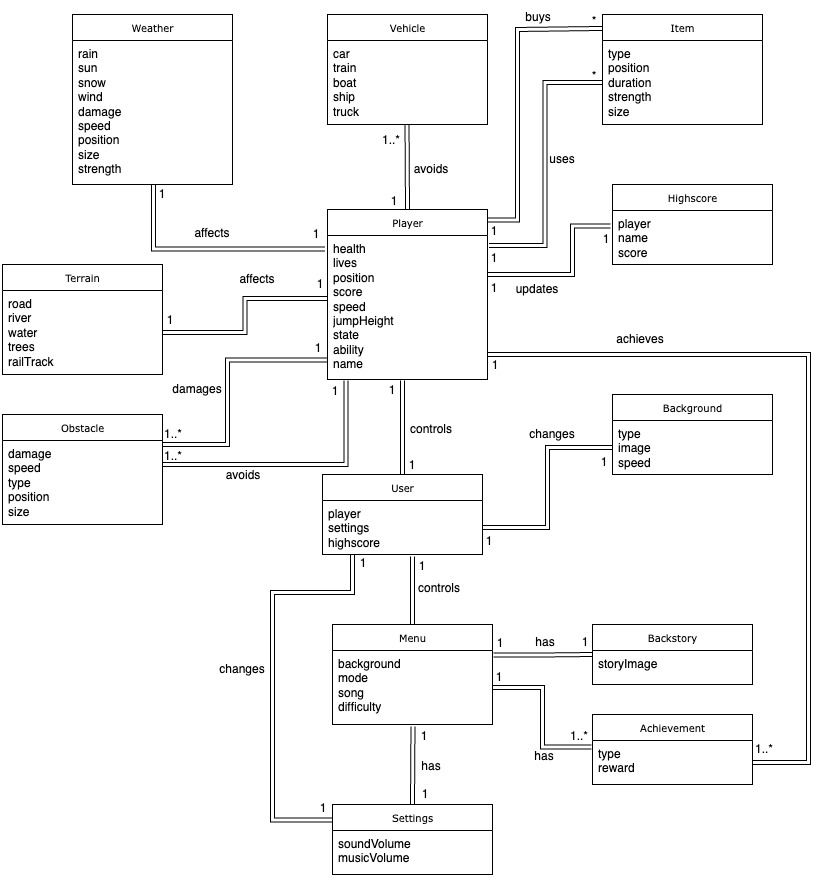 Weather
rain
sun
snow
wind
damage
speed
position
size
strength
1
Vehicle
car
train
boat
ship
truck
1..*
avoids
1
buys
*
Item
type
position
duration
strength
size
*
uses
Highscore
player
name
score
1
updates
affects
1
Player
health
lives
position
score
speed
jumpHeight
state
ability
name
1
1
1
Terrain
road
river
water
trees
railTrack
1
affects
1
damages
1
Obstacle
damage
speed
type
position
size
1..*
1..*
avoids
1
1
controls
1
achieves
1
Background
type
image
speed
changes
1
User
player
settings
highscore
1
1
1
controls
changes
Menu
background
mode
song
difficulty
1
has
1
Backstory
storyImage
1
1..*
has
Achievement
type
reward
1..*
1
has
1
1
Settings
soundVolume
musicVolume